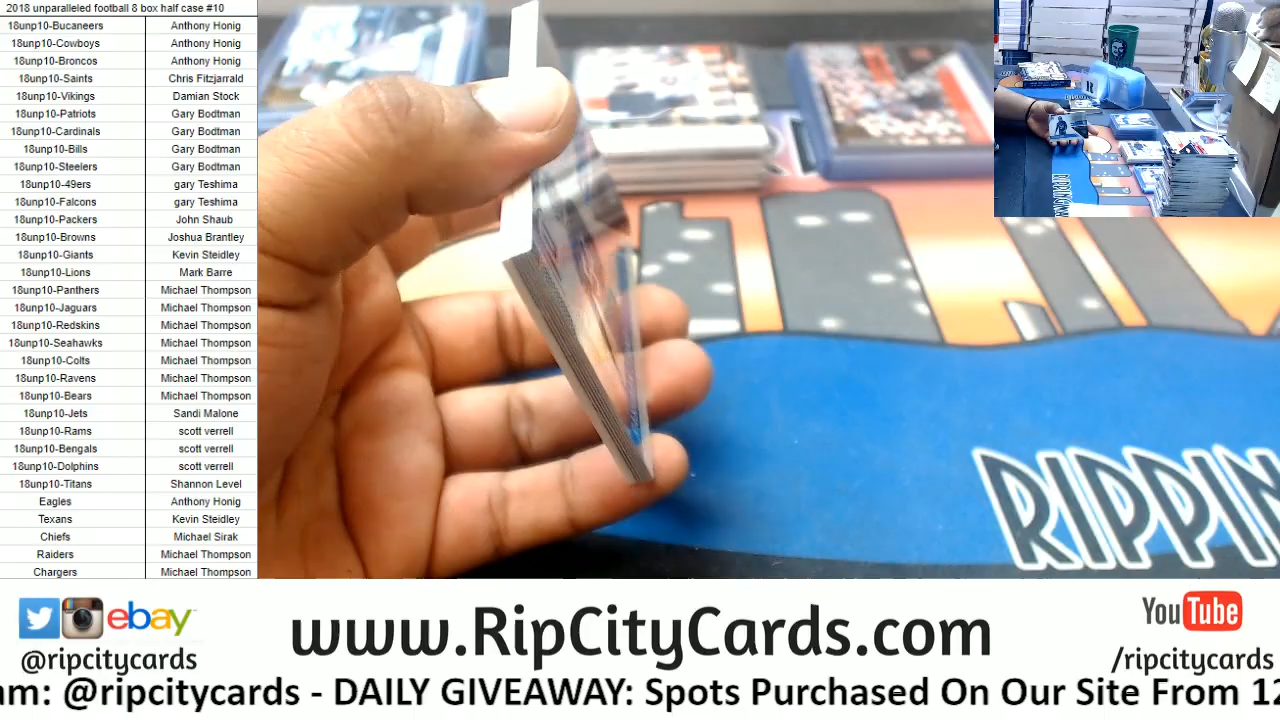 2018 unparalleled football 8 box half case #10
18unp10-Bucaneers Anthony Honig
18unp10-Cowboys Anthony Honig
18unp10-Broncos Anthony Honig
18unp10-Saints Chris Fitzjarrald
18unp10-Vikings Damian Stock
18unp10-Patriots Gary Bodtman
18unp10-Cardinals Gary Bodtman
18unp10-Bills Gary Bodtman
18unp10-Steelers Gary Bodtman
18unp10-49ers gary Teshima
18unp10-Falcons gary Teshima
18unp10-Packers John Shaub
18unp10-Browns Joshua Brantley
18unp10-Giants Kevin Steidley
18unp10-Lions Mark Barre
18unp10-Panthers Michael Thompson
18unp10-Jaguars Michael Thompson
18unp10-Redskins Michael Thompson
18unp10-Seahawks Michael Thompson
18unp10-Colts Michael Thompson
18unp10-Ravens Michael Thompson
18unp10-Bears Michael Thompson
18unp10-Jets Sandi Malone
18unp10-Rams scott verrell
18unp10-Bengals scott verrell
18unp10-Dolphins scott verrell
18unp10-Titans Shannon Level
Eagles Anthony Honig
Texans Kevin Steidley
Chiefs Michael Sirak
Raiders Michael Thompson
Chargers Michael Thompson
RIPPIN
ebay
@ripcitycards
www.RipCityCards.com
YouTube
/ripcitycards
am: @ripcitycards - DAILY GIVEAWAY: Spots Purchased On Our Site From 12